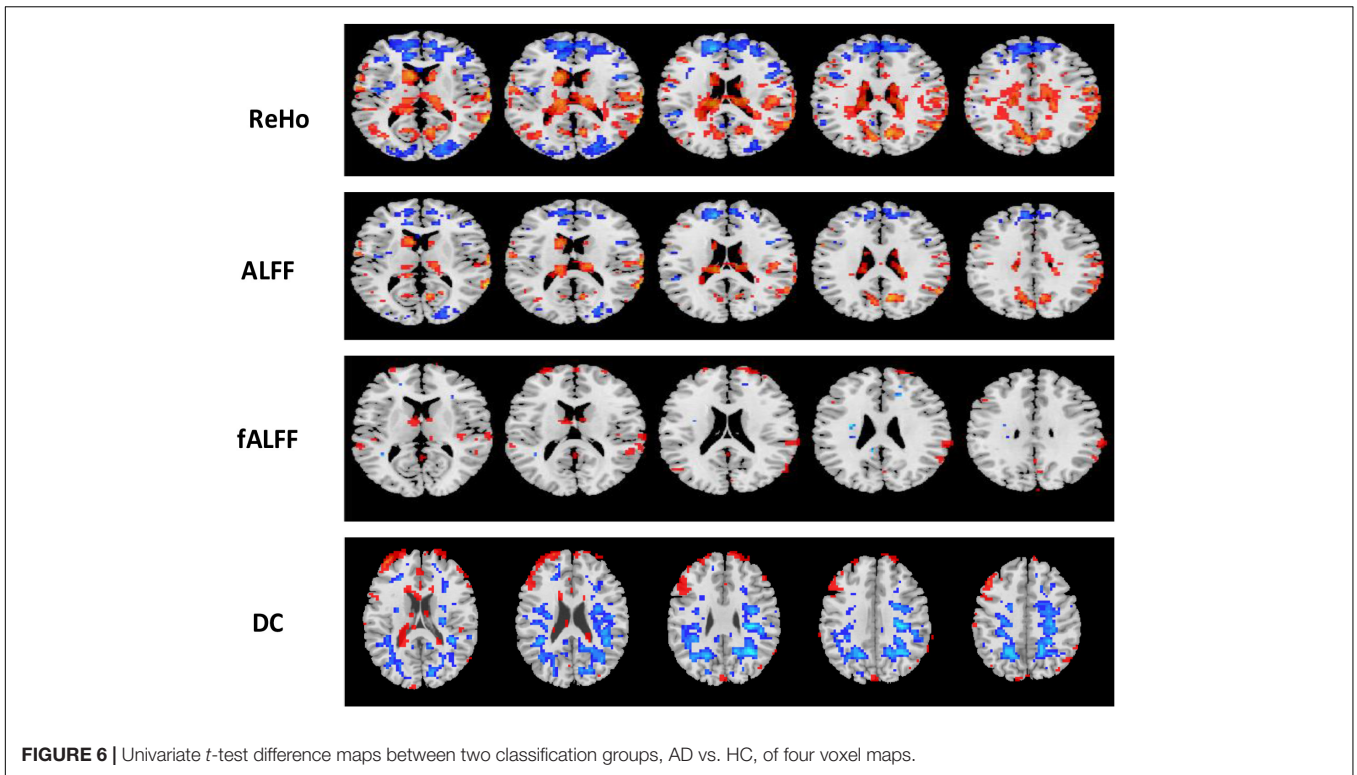 ReHo
ALFF
fALFF
DC
FIGURE 6 | Univariate t-test difference maps between two classification groups, AD vs. HC, of four voxel maps.